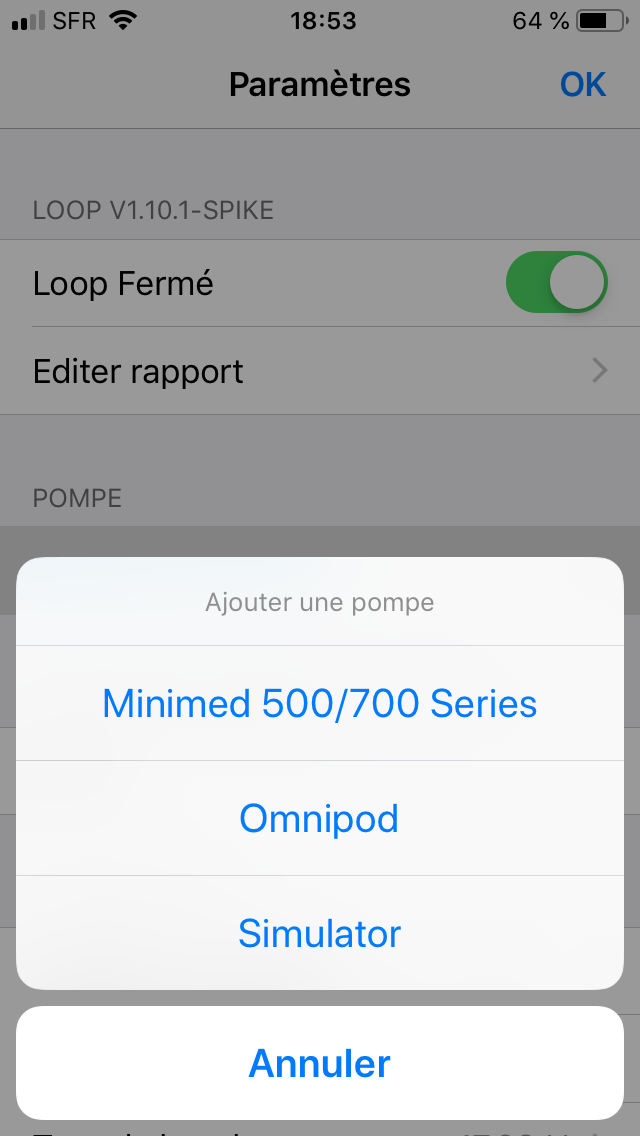 SFR 18:53 64 %
Paramètres OK
LOOP V1.10.1-SPIKE
Loop Fermé
Editer rapport
POMPE
Ajouter une pompe
Minimed 500/700 Series
Omnipod
Simulator
Annuler